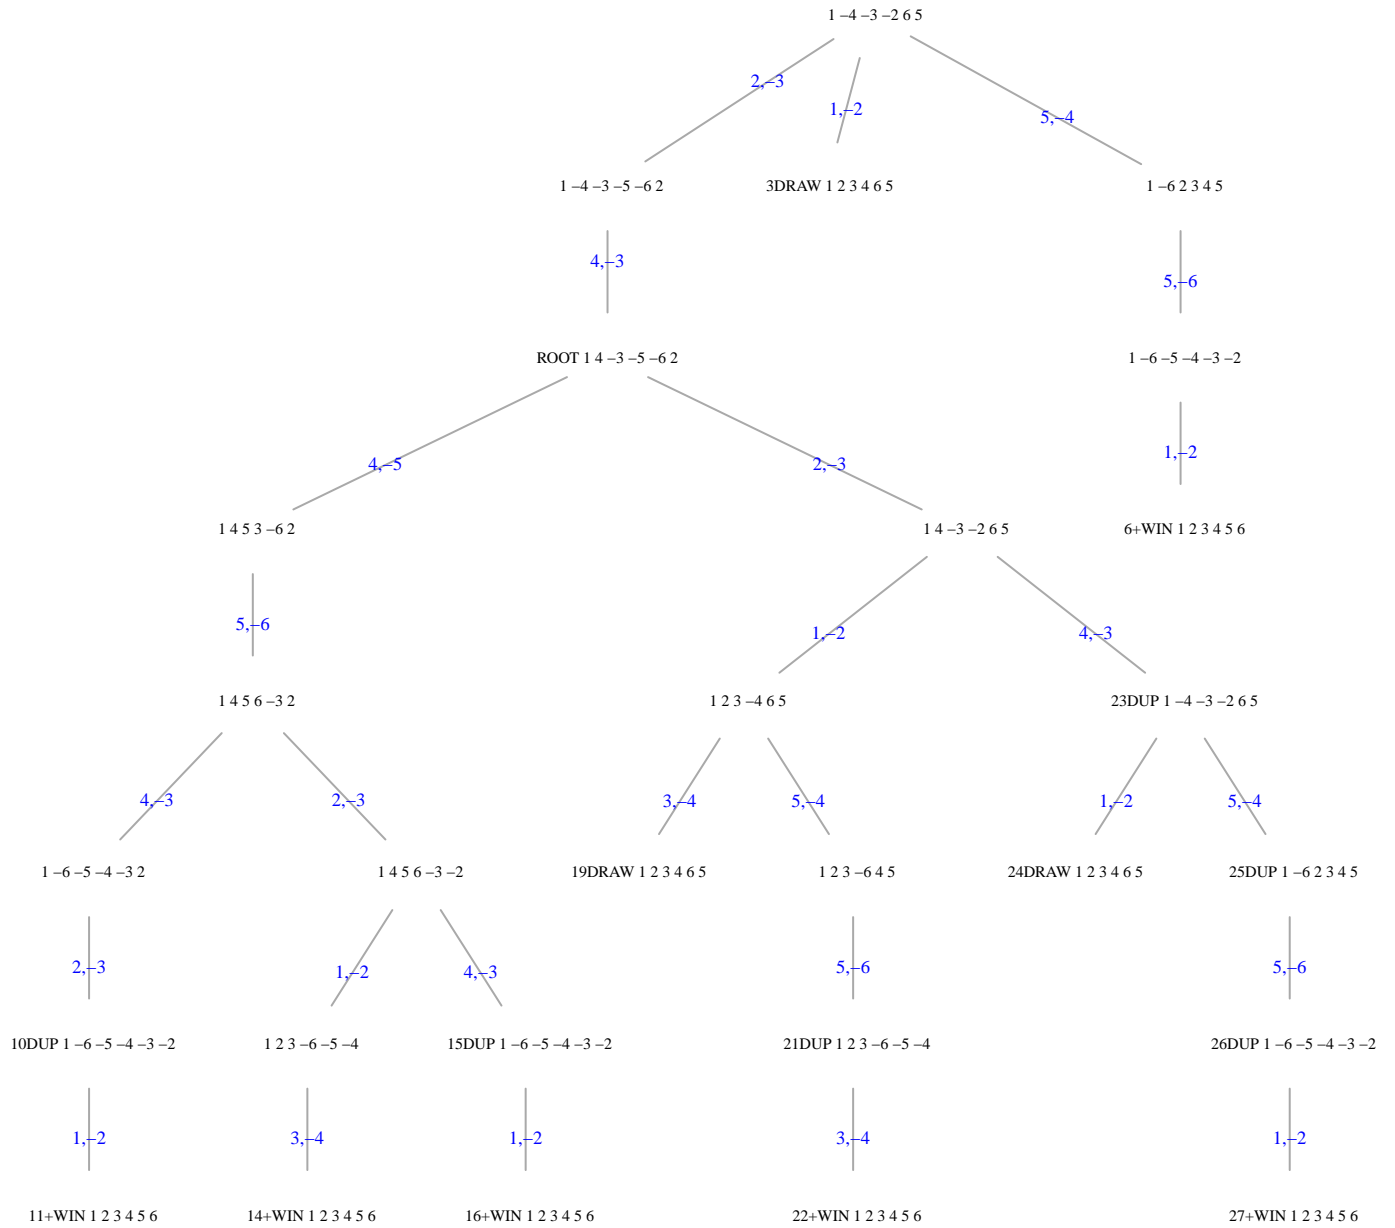 1 –4 –3 –2 6 5
2,–3
1,–2
5,–4
1 –4 –3 –5 –6 2
3DRAW 1 2 3 4 6 5
1 –6 2 3 4 5
4,–3
5,–6
ROOT 1 4 –3 –5 –6 2
1 –6 –5 –4 –3 –2
4,–5
2,–3
1,–2
1 4 5 3 –6 2
1 4 –3 –2 6 5
6+WIN 1 2 3 4 5 6
5,–6
1,–2
4,–3
1 4 5 6 –3 2
1 2 3 –4 6 5
23DUP 1 –4 –3 –2 6 5
4,–3
2,–3
3,–4
5,–4
1,–2
5,–4
1 –6 –5 –4 –3 2
1 4 5 6 –3 –2
19DRAW 1 2 3 4 6 5
1 2 3 –6 4 5
24DRAW 1 2 3 4 6 5
25DUP 1 –6 2 3 4 5
2,–3
1,–2
4,–3
5,–6
5,–6
10DUP 1 –6 –5 –4 –3 –2
1 2 3 –6 –5 –4
15DUP 1 –6 –5 –4 –3 –2
21DUP 1 2 3 –6 –5 –4
26DUP 1 –6 –5 –4 –3 –2
1,–2
3,–4
1,–2
3,–4
1,–2
11+WIN 1 2 3 4 5 6
14+WIN 1 2 3 4 5 6
16+WIN 1 2 3 4 5 6
22+WIN 1 2 3 4 5 6
27+WIN 1 2 3 4 5 6